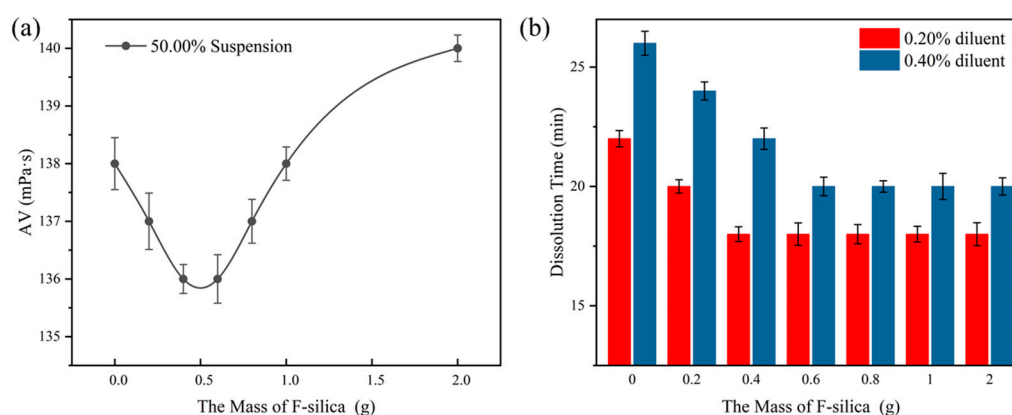 (a)
50.00% Suspension
140
139
138
137
136
135
AV (mPa·s)
0.0 0.5 1.0 1.5 2.0
The Mass of F-silica (g)
(b)
0.20% diluent
0.40% diluent
25
20
15
Dissolution Time (min)
0 0.2 0.4 0.6 0.8 1 2
The Mass of F-silica (g)